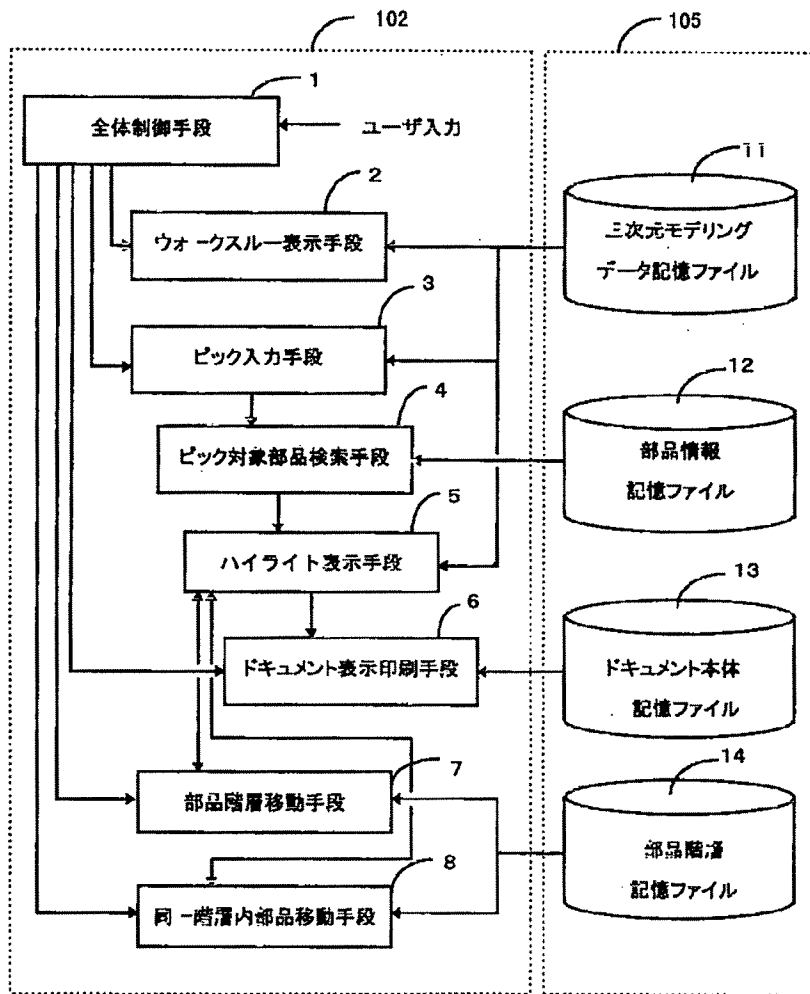 102
105
1
全体制御手段
ユーザ入力
2
ウォークスルー表示手段
3
ピック入力手段
4
ピック対象部品検索手段
5
ハイライト表示手段
6
ドキュメント表示印刷手段
7
部品階層移動手段
8
同一階層内部品移動手段
11
三次元モデリング
データ記憶ファイル
12
部品情報
記憶ファイル
13
ドキュメント本体
記憶ファイル
14
部品階層
記憶ファイル